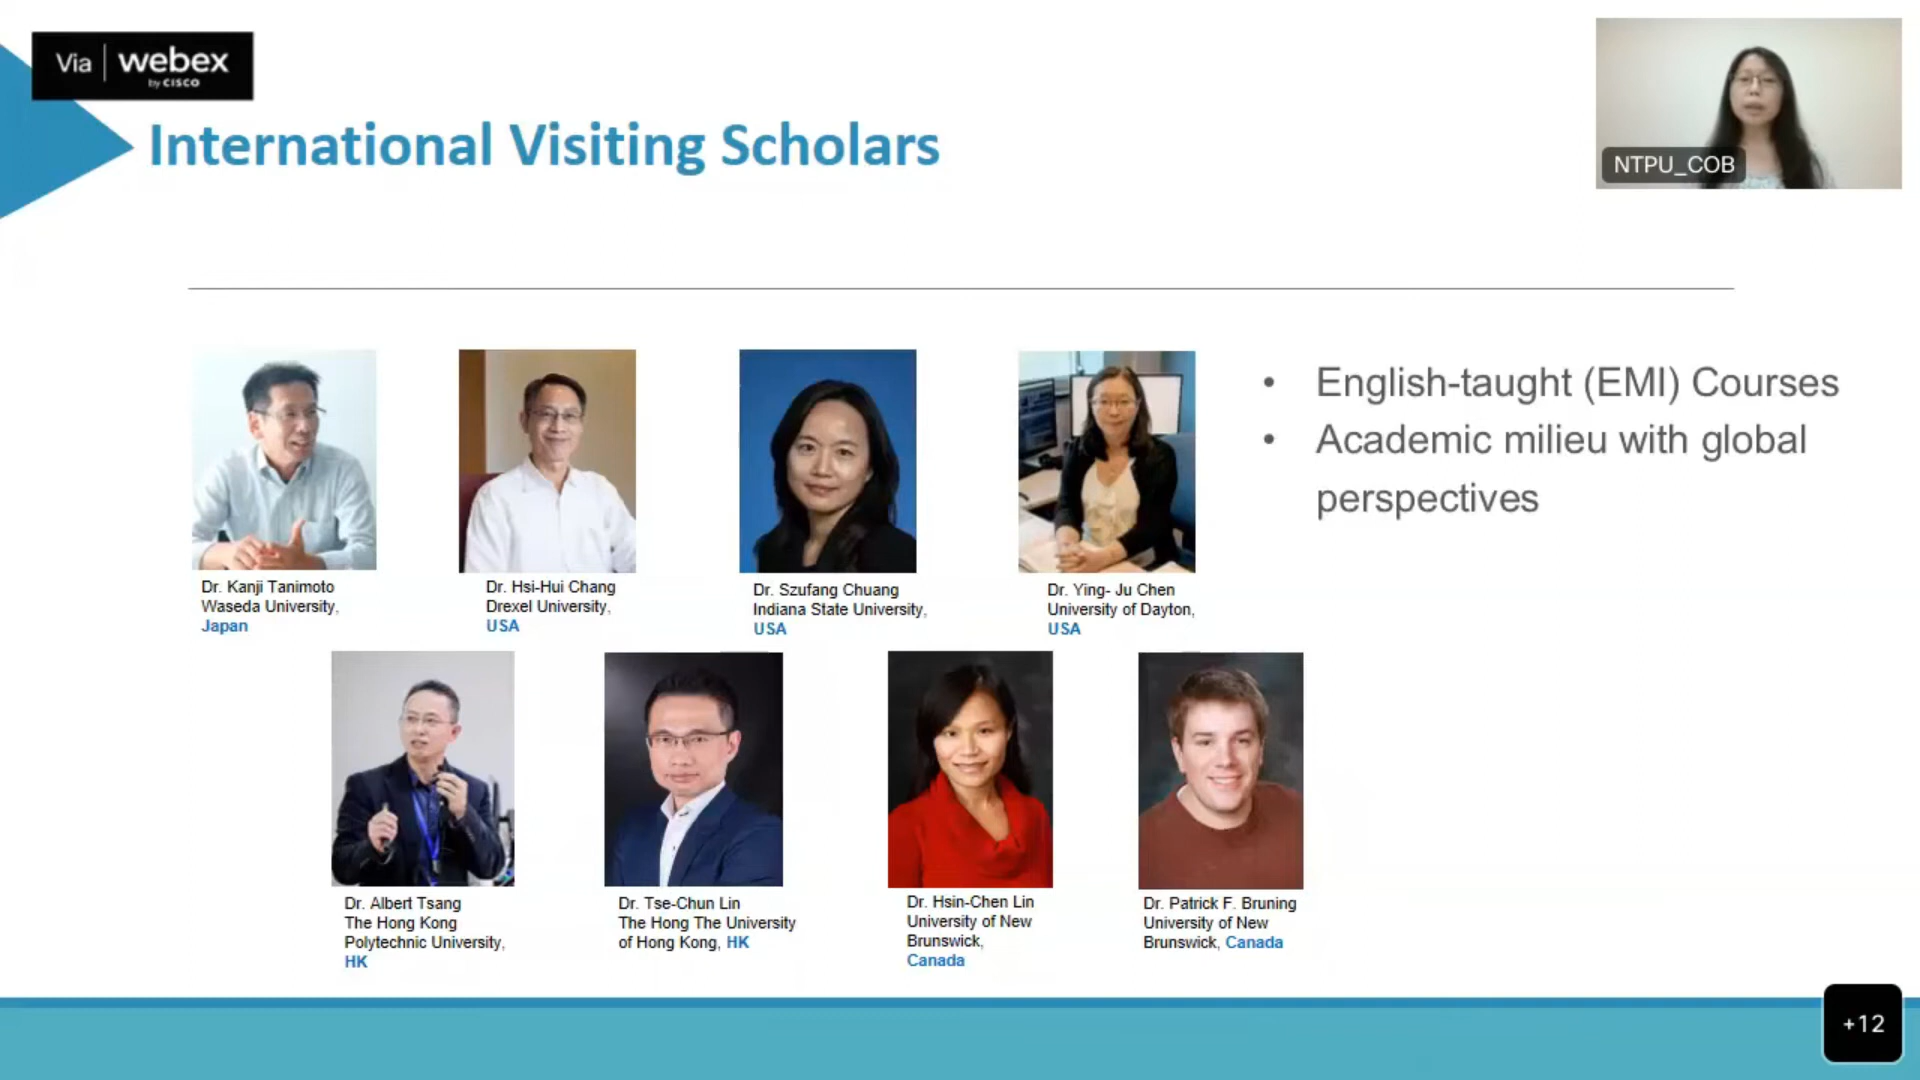 Via webex
by CISCO
NTPU_COB
International Visiting Scholars
Dr. Kanji Tanimoto
Waseda University,
Japan
Dr. Hsi-Hui Chang
Drexel University,
USA
Dr. Szufang Chuang
Indiana State University,
USA
Dr. Ying- Ju Chen
University of Dayton,
USA
• English-taught (EMI) Courses
• Academic milieu with global
perspectives
Dr. Albert Tsang
The Hong Kong
Polytechnic University,
HK
Dr. Tse-Chun Lin
The Hong The University
of Hong Kong, HK
Dr. Hsin-Chen Lin
University of New
Brunswick,
Canada
Dr. Patrick F. Bruning
University of New
Brunswick, Canada
+12